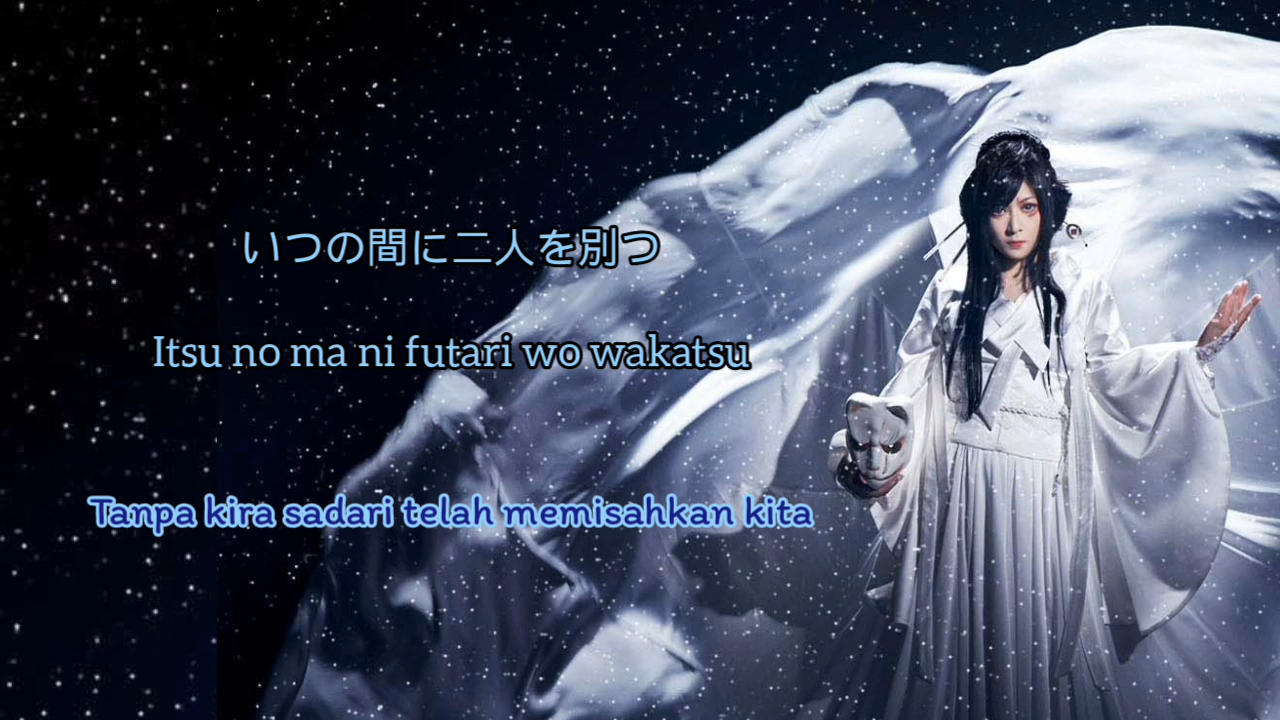 いつの間に二人を別つ
Itsu no ma ni futari wo wakatsu
Tanpa kira sadari telah memisahkan kita